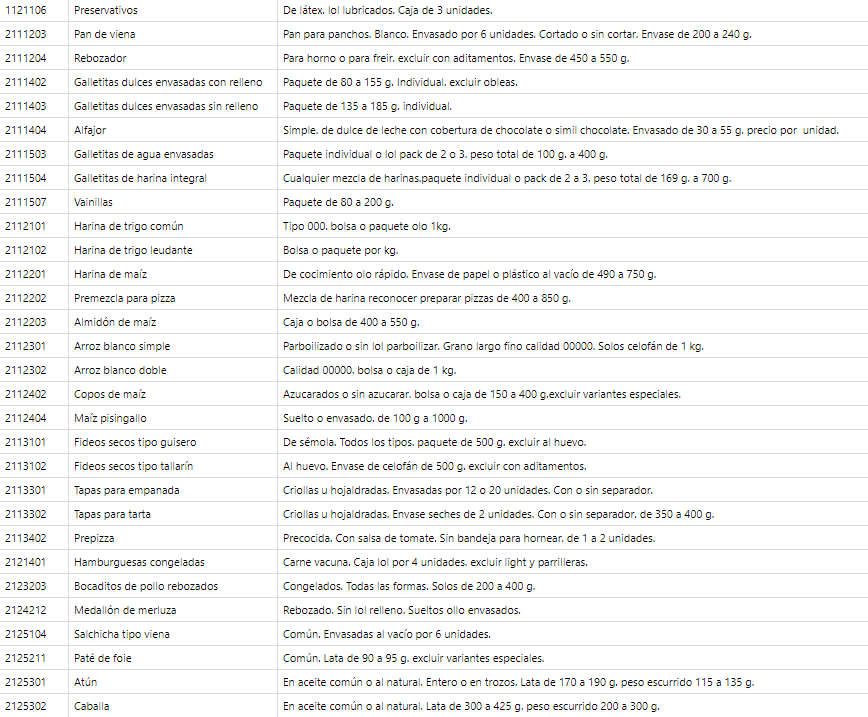 1121106 Preservativos De látex. lol lubricados. Caja de 3 unidades.
2111203 Pan de viena Pan para panchos. Blanco. Envasado por 6 unidades. Cortado o sin cortar. Envase de 200 a 240 g.
2111204 Rebozador Para horno o para freir. excluir con aditamentos. Envase de 450 a 550 g.
2111402 Galletitas dulces envasadas con relleno Paquete de 80 a 155 g. Individual. excluir obleas.
2111403 Galletitas dulces envasadas sin relleno Paquete de 135 a 185 g. individual.
2111404 Alfajor Simple. de dulce de leche con cobertura de chocolate o simil chocolate. Envasado de 30 a 55 g. precio por unidad.
2111503 Galletitas de agua envasadas Paquete individual o lol pack de 2 o 3. peso total de 100 g. a 400 g.
2111504 Galletitas de harina integral Cualquier mezcla de harinas.paquete individual o pack de 2 a 3. peso total de 169 g. a 700 g.
2111507 Vainillas Paquete de 80 a 200 g.
2112101 Harina de trigo común Tipo 000. bolsa o paquete olo 1kg.
2112102 Harina de trigo leudante Bolsa o paquete por kg.
2112201 Harina de maíz De cocimiento olo rápido. Envase de papel o plástico al vacío de 490 a 750 g.
2112202 Premezcla para pizza Mezcla de harina reconocer preparar pizzas de 400 a 850 g.
2112203 Almidón de maíz Caja o bolsa de 400 a 550 g.
2112301 Arroz blanco simple Parboilizado o sin lol parboilizar. Grano largo fino calidad 00000. Solos celofán de 1 kg.
2112302 Arroz blanco doble Calidad 00000. bolsa o caja de 1 kg.
2112402 Copos de maíz Azucarados o sin azucarar. bolsa o caja de 150 a 400 g.excluir variantes especiales.
2112404 Maíz pisingallo Suelto o envasado. de 100 g a 1000 g.
2113101 Fideos secos tipo guisero De sémola. Todos los tipos. paquete de 500 g. excluir al huevo.
2113102 Fideos secos tipo tallarín Al huevo. Envase de celofán de 500 g. excluir con aditamentos.
2113301 Tapas para empanada Criollas u hojaldradas. Envasadas por 12 o 20 unidades. Con o sin separador.
2113302 Tapas para tarta Criollas u hojaldradas. Envase seches de 2 unidades. Con o sin separador. de 350 a 400 g.
2113402 Prepizza Precocida. Con salsa de tomate. Sin bandeja para hornear. de 1 a 2 unidades.
2121401 Hamburguesas congeladas Carne vacuna. Caja lol por 4 unidades. excluir light y parrilleras.
2123203 Bocaditos de pollo rebozados Congelados. Todas las formas. Solos de 200 a 400 g.
2124212 Medallón de merluza Rebozado. Sin lol relleno. Sueltos ollo envasados.
2125104 Salchicha tipo viena Común. Envasadas al vacío por 6 unidades.
2125211 Paté de foie Común. Lata de 90 a 95 g. excluir variantes especiales.
2125301 Atún En aceite común o al natural. Entero o en trozos. Lata de 170 a 190 g. peso escurrido 115 a 135 g.
2125302 Caballa En aceite común o al natural. Lata de 300 a 425 g. peso escurrido 200 a 300 g.